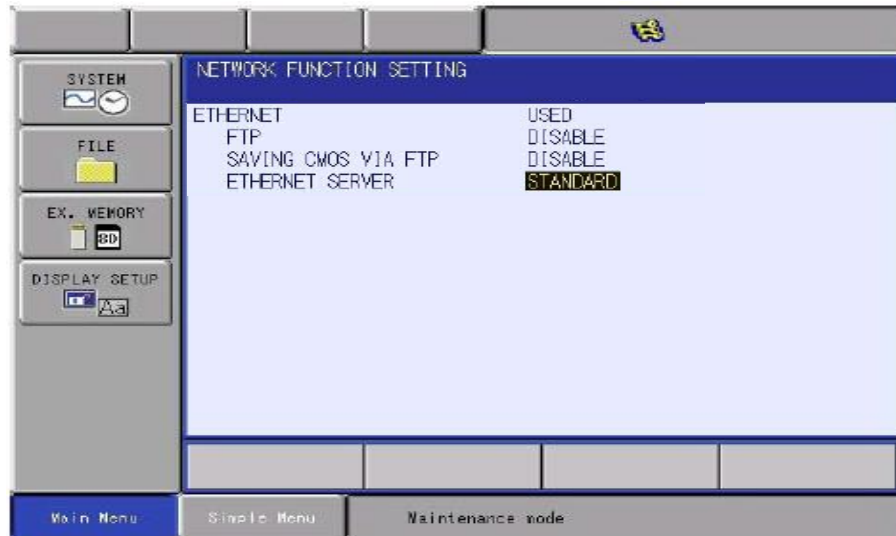 SYSTEM
FILE
EX. MEMORY
DISPLAY SETUP
Aa
NETWORK FUNCTION SETTING
ETHERNET USED
FTP DISABLE
SAVING CMOS VIA FTP DISABLE
ETHERNET SERVER STANDARD
Main Menu
Simple Menu
Maintenance mode